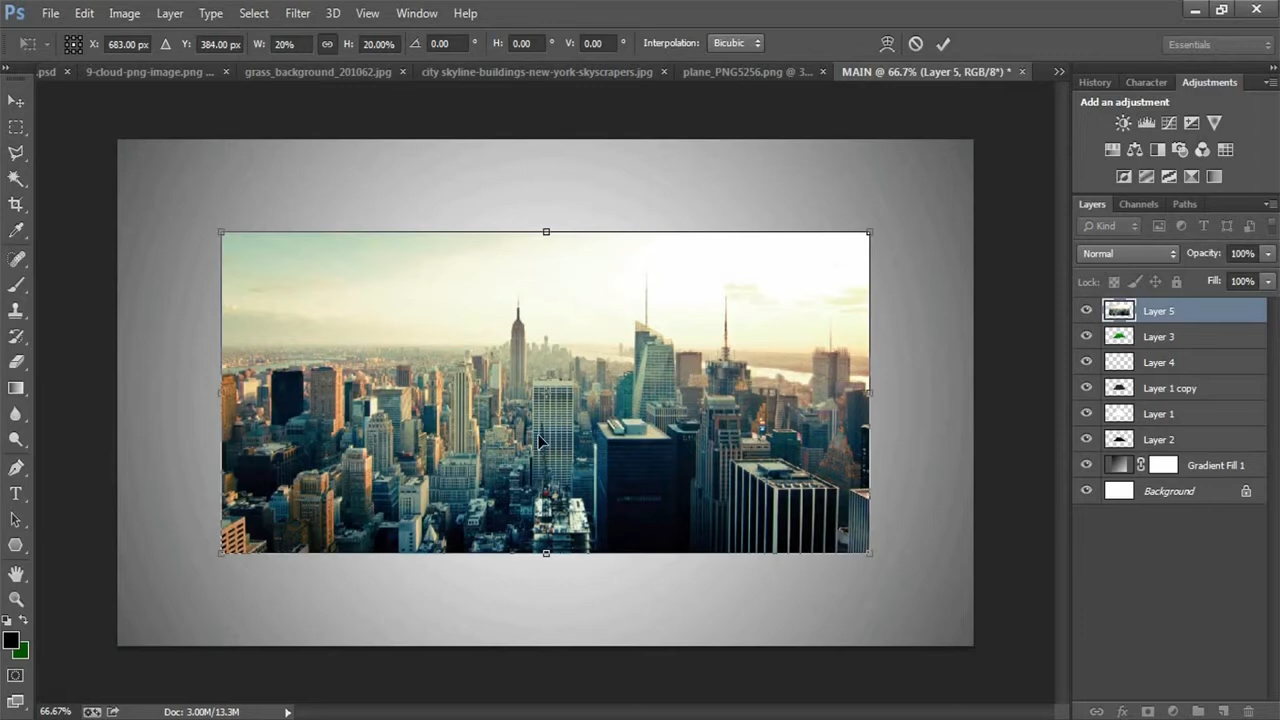 Ps File Edit Image Layer Type Select Filter 3D View Window Help
X: 683.00 px Y: 384.00 px W: 20% H: 20.00% 0.00 ° H: 0.00 ° V: 0.00 ° Interpolation: Bicubic Essentials
.psd × 9-cloud-png-image.png ... × grass_background_201062.jpg × city skyline-buildings-new-york-skyscrapers.jpg × plane_PNG5256.png @ 3... × MAIN @ 66.7% (Layer 5, RGB/8*) * ×
History Character Adjustments
Add an adjustment
Layers Channels Paths
Kind
Normal Opacity: 100%
Lock: Fill: 100%
Layer 5
Layer 3
Layer 4
Layer 1 copy
Layer 1
Layer 2
Gradient Fill 1
Background
66.67% Doc: 3.00M/13.3M